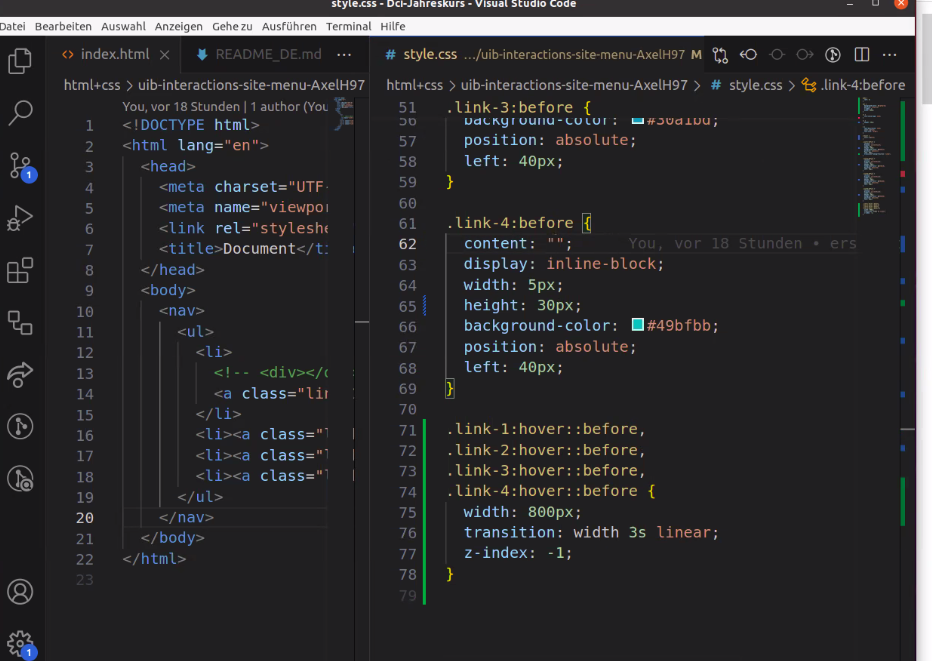 style.css - Dci-Jahreskurs - Visual Studio Code
Datei Bearbeiten Auswahl Anzeigen Gehe zu Ausführen Terminal Hilfe
<> index.html × README_DE.md ···
# style.css .../uib-interactions-site-menu-AxelH97 M ···
html+css > uib-interactions-site-menu-AxelH97
html+css > uib-interactions-site-menu-AxelH97 > # style.css > .link-4:before
You, vor 18 Stunden | 1 author (You
1 <!DOCTYPE html>
2 <html lang="en">
3 <head>
4 <meta charset="UTF-
5 <meta name="viewpor
6 <link rel="styleshe
7 <title>Document</ti
8 </head>
9 <body>
10 <nav>
11 <ul>
12 <li>
13 <!-- <div></
14 <a class="lin
15 </li>
16 <li><a class="l
17 <li><a class="l
18 <li><a class="l
19 </ul>
20 </nav>
21 </body>
22 </html>
23
51 .link-3:before {
56 background-color: #30a1bd;
57 position: absolute;
58 left: 40px;
59 }
60
61 .link-4:before {
62 content: ""; You, vor 18 Stunden • ers
63 display: inline-block;
64 width: 5px;
65 height: 30px;
66 background-color: #49bfbb;
67 position: absolute;
68 left: 40px;
69 }
70
71 .link-1:hover::before,
72 .link-2:hover::before,
73 .link-3:hover::before,
74 .link-4:hover::before {
75 width: 800px;
76 transition: width 3s linear;
77 z-index: -1;
78 }
79
1
1